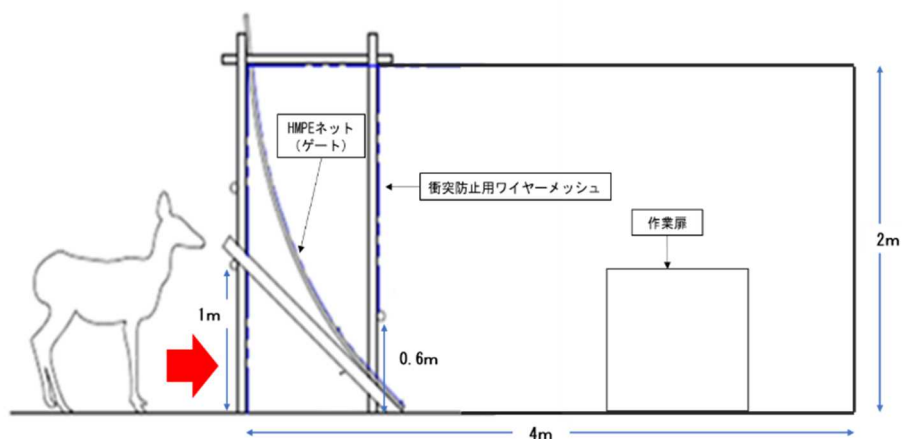 HMPEネット
（ゲート）
衝突防止用ワイヤーメッシュ
作業扉
2m
1m
0.6m
4m